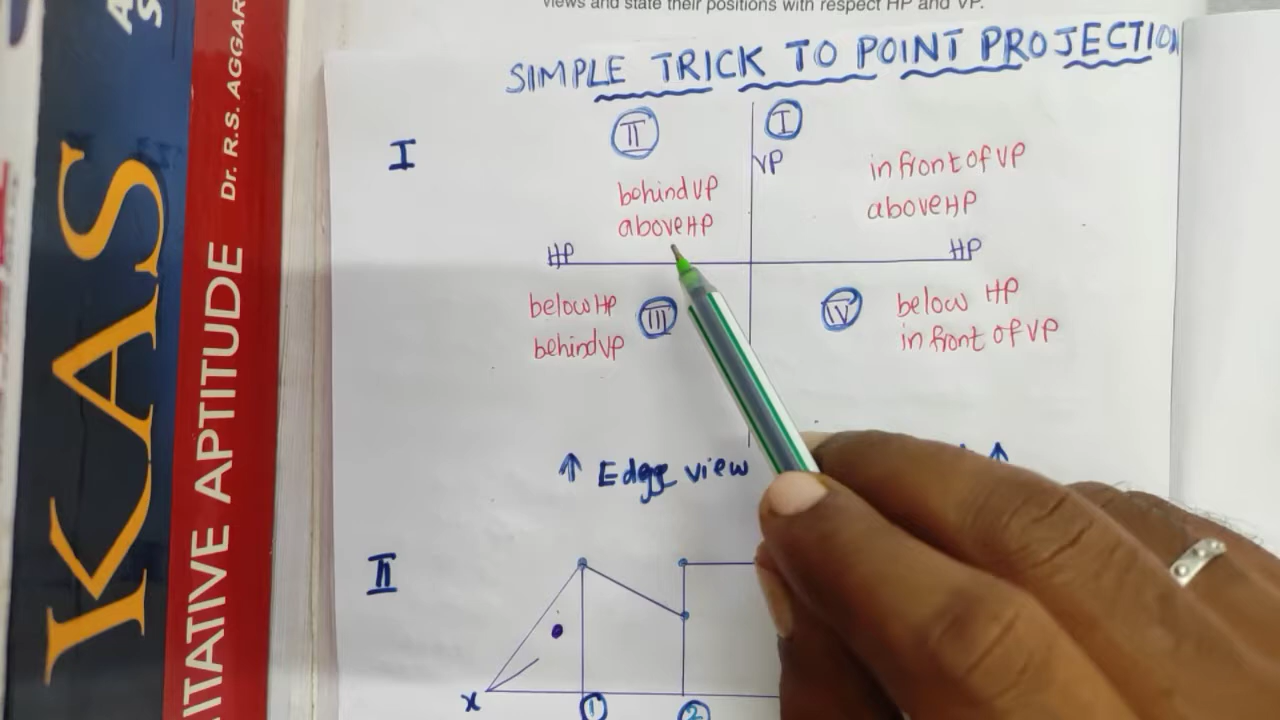 views and state their positions with respect HP and VP.
SIMPLE TRICK TO POINT PROJECTION
I
II
I
VP
in front of VP
above HP
behind VP
above HP
HP
HP
below HP
behind VP
III
IV
below HP
in front of VP
↑ Edge view
↑
II
X
1
2
KAS
ITATIVE APTITUDE Dr. R.S. AGGAR